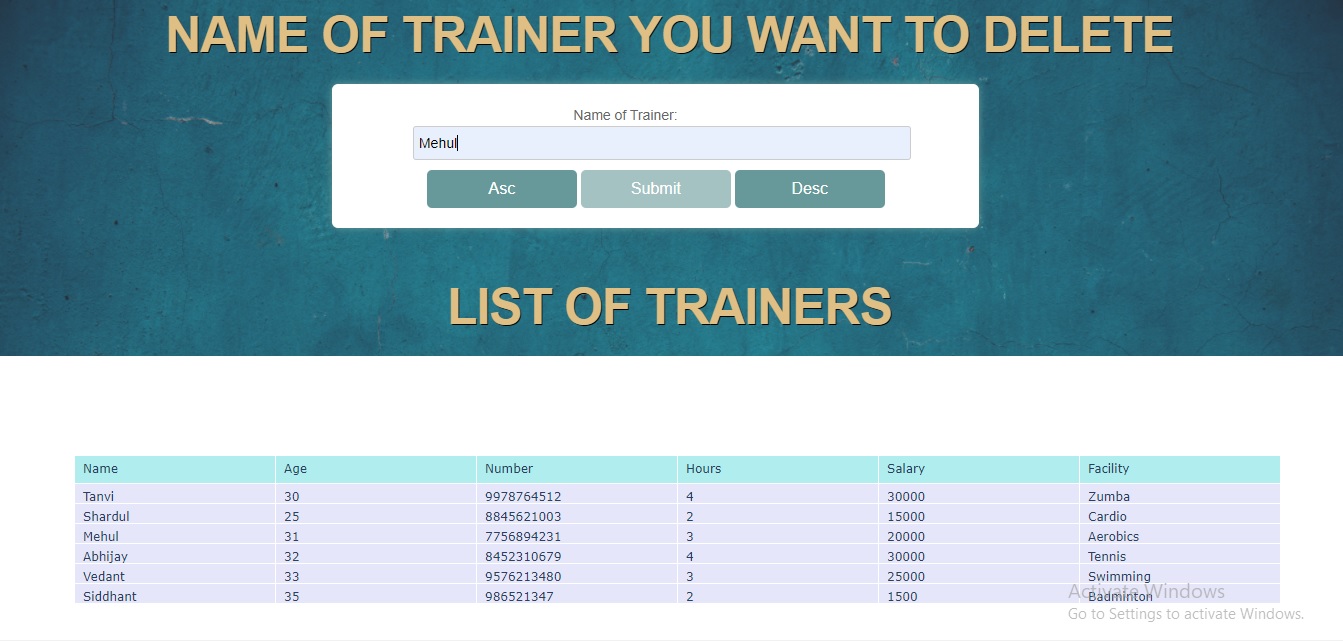 NAME OF TRAINER YOU WANT TO DELETE
Name of Trainer:
Mehul
Asc Submit Desc
LIST OF TRAINERS
Name Age Number Hours Salary Facility
Tanvi 30 9978764512 4 30000 Zumba
Shardul 25 8845621003 2 15000 Cardio
Mehul 31 7756894231 3 20000 Aerobics
Abhijay 32 8452310679 4 30000 Tennis
Vedant 33 9576213480 3 25000 Swimming
Siddhant 35 986521347 2 1500 Badminton
Activate Windows
Go to Settings to activate Windows.